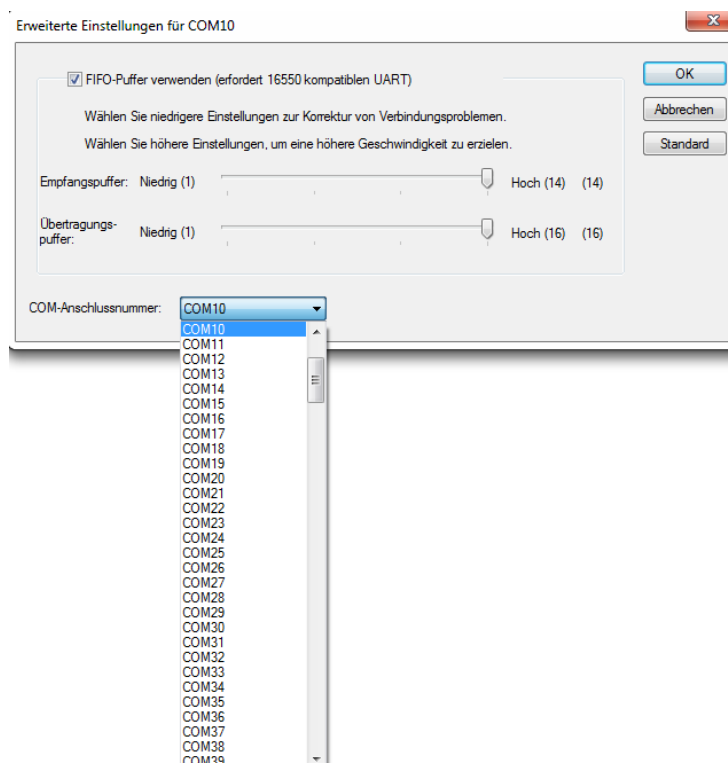 Erweiterte Einstellungen für COM10
FIFO-Puffer verwenden (erfordert 16550 kompatiblen UART)
OK
Wählen Sie niedrigere Einstellungen zur Korrektur von Verbindungsproblemen.
Abbrechen
Wählen Sie höhere Einstellungen, um eine höhere Geschwindigkeit zu erzielen.
Standard
Empfangspuffer: Niedrig (1) Hoch (14) (14)
Übertragungs-
puffer: Niedrig (1) Hoch (16) (16)
COM-Anschlussnummer: COM10
COM10
COM11
COM12
COM13
COM14
COM15
COM16
COM17
COM18
COM19
COM20
COM21
COM22
COM23
COM24
COM25
COM26
COM27
COM28
COM29
COM30
COM31
COM32
COM33
COM34
COM35
COM36
COM37
COM38
COM39